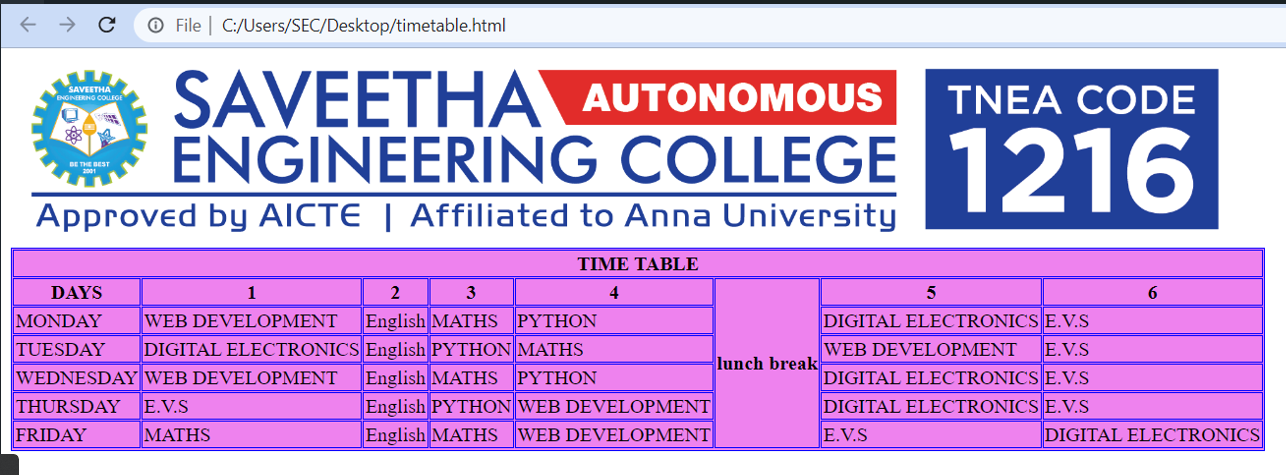 File | C:/Users/SEC/Desktop/timetable.html
SAVEETHA
ENGINEERING COLLEGE
BE THE BEST
2001
SAVEETHA AUTONOMOUS
ENGINEERING COLLEGE
Approved by AICTE | Affiliated to Anna University
TNEA CODE
1216
TIME TABLE
DAYS 1 2 3 4 lunch break 5 6
MONDAY WEB DEVELOPMENT English MATHS PYTHON DIGITAL ELECTRONICS E.V.S
TUESDAY DIGITAL ELECTRONICS English PYTHON MATHS WEB DEVELOPMENT E.V.S
WEDNESDAY WEB DEVELOPMENT English MATHS PYTHON DIGITAL ELECTRONICS E.V.S
THURSDAY E.V.S English PYTHON WEB DEVELOPMENT DIGITAL ELECTRONICS E.V.S
FRIDAY MATHS English MATHS WEB DEVELOPMENT E.V.S DIGITAL ELECTRONICS